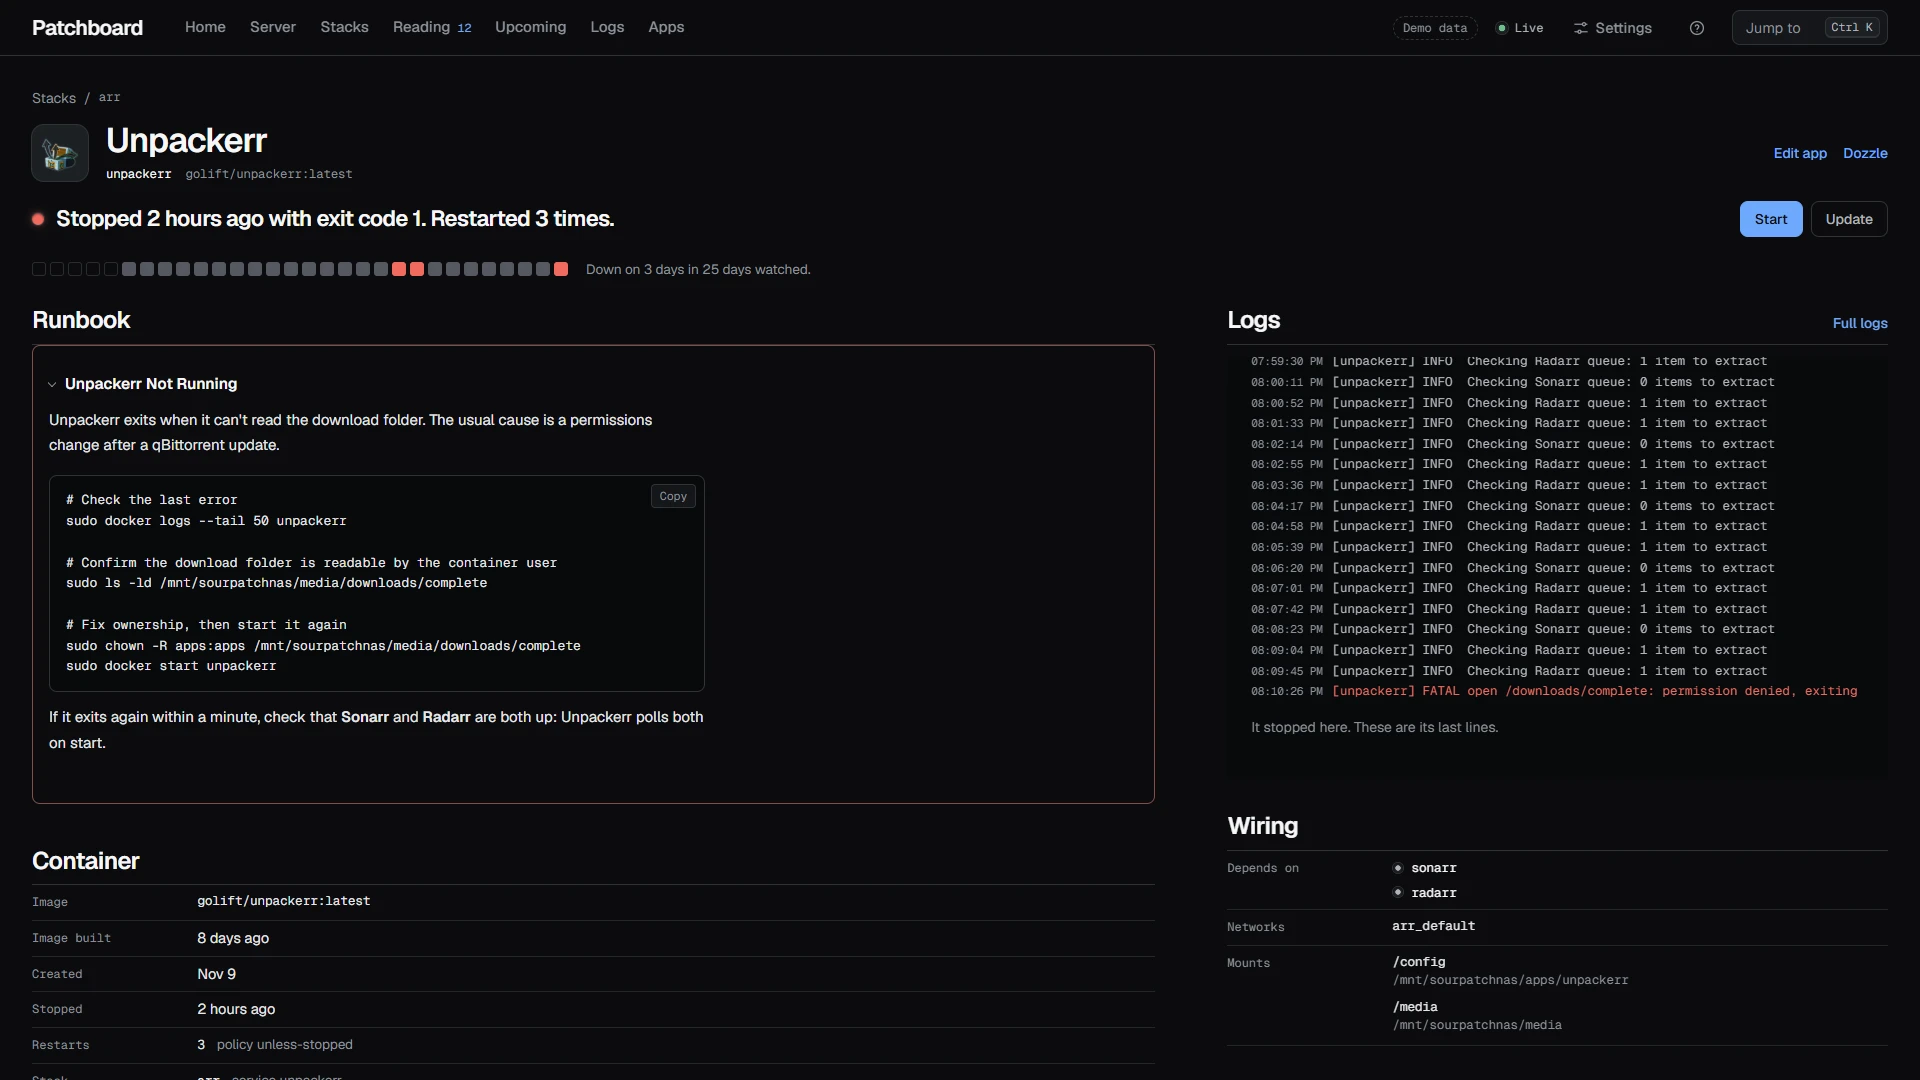 Patchboard
Home
Server
Stacks
Reading 12
Upcoming
Logs
Apps
Demo data
Live
Settings
Jump to
Ctrl K
Stacks / arr
Unpackerr
unpackerr golift/unpackerr:latest
Edit app
Dozzle
Stopped 2 hours ago with exit code 1. Restarted 3 times.
Start
Update
Down on 3 days in 25 days watched.
Runbook
Unpackerr Not Running
Unpackerr exits when it can't read the download folder. The usual cause is a permissions
change after a qBittorrent update.
Copy
# Check the last error
sudo docker logs --tail 50 unpackerr
# Confirm the download folder is readable by the container user
sudo ls -ld /mnt/sourpatchnas/media/downloads/complete
# Fix ownership, then start it again
sudo chown -R apps:apps /mnt/sourpatchnas/media/downloads/complete
sudo docker start unpackerr
If it exits again within a minute, check that Sonarr and Radarr are both up: Unpackerr polls both
on start.
Container
Image golift/unpackerr:latest
Image built 8 days ago
Created Nov 9
Stopped 2 hours ago
Restarts 3 policy unless-stopped
Stack arr service unpackerr
Logs
Full logs
07:59:30 PM [unpackerr] INFO Checking Radarr queue: 1 item to extract
08:00:11 PM [unpackerr] INFO Checking Sonarr queue: 0 items to extract
08:00:52 PM [unpackerr] INFO Checking Radarr queue: 1 item to extract
08:01:33 PM [unpackerr] INFO Checking Radarr queue: 1 item to extract
08:02:14 PM [unpackerr] INFO Checking Sonarr queue: 0 items to extract
08:02:55 PM [unpackerr] INFO Checking Radarr queue: 1 item to extract
08:03:36 PM [unpackerr] INFO Checking Radarr queue: 1 item to extract
08:04:17 PM [unpackerr] INFO Checking Sonarr queue: 0 items to extract
08:04:58 PM [unpackerr] INFO Checking Radarr queue: 1 item to extract
08:05:39 PM [unpackerr] INFO Checking Radarr queue: 1 item to extract
08:06:20 PM [unpackerr] INFO Checking Sonarr queue: 0 items to extract
08:07:01 PM [unpackerr] INFO Checking Radarr queue: 1 item to extract
08:07:42 PM [unpackerr] INFO Checking Radarr queue: 1 item to extract
08:08:23 PM [unpackerr] INFO Checking Sonarr queue: 0 items to extract
08:09:04 PM [unpackerr] INFO Checking Radarr queue: 1 item to extract
08:09:45 PM [unpackerr] INFO Checking Radarr queue: 1 item to extract
08:10:26 PM [unpackerr] FATAL open /downloads/complete: permission denied, exiting
It stopped here. These are its last lines.
Wiring
Depends on sonarr
radarr
Networks arr_default
Mounts /config
/mnt/sourpatchnas/apps/unpackerr
/media
/mnt/sourpatchnas/media